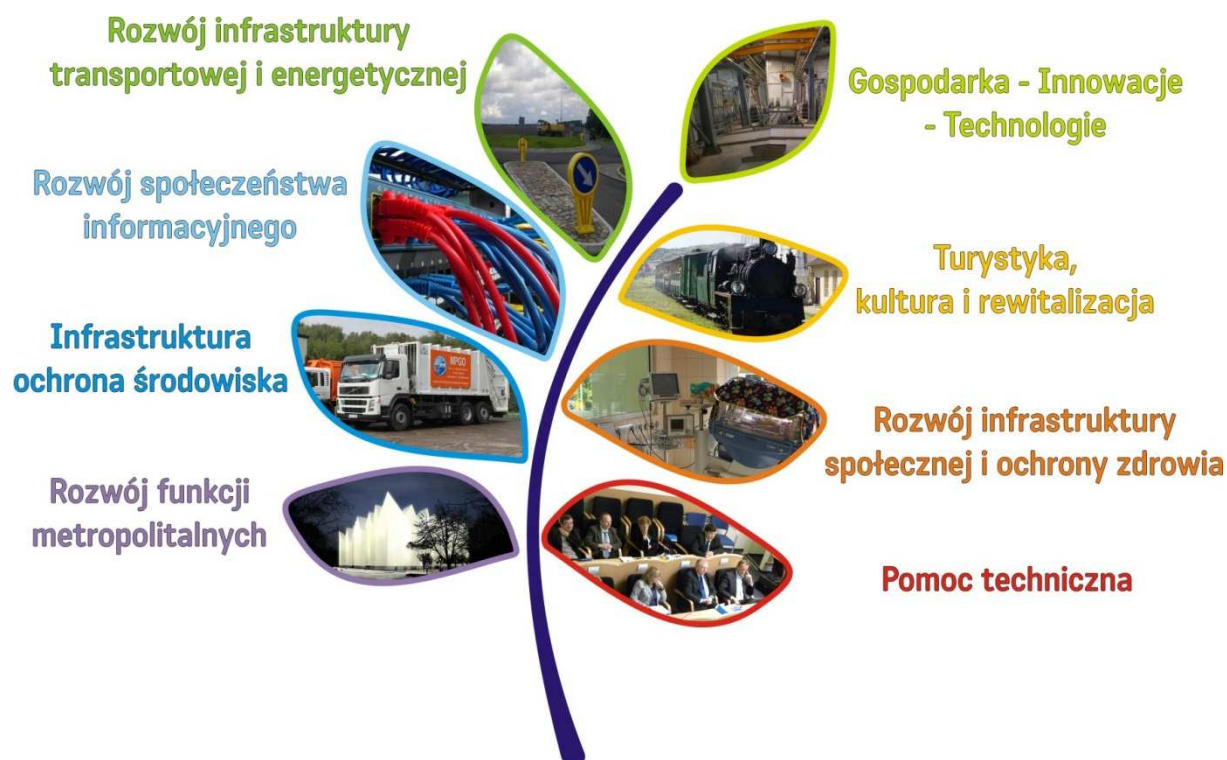 Rozwój infrastruktury
transportowej i energetycznej
Gospodarka - Innowacje
- Technologie
Rozwój społeczeństwa
informacyjnego
Turystyka,
kultura i rewitalizacja
Infrastruktura
ochrona środowiska
MPGO
Rozwój infrastruktury
społecznej i ochrony zdrowia
Rozwój funkcji
metropolitalnych
Pomoc techniczna